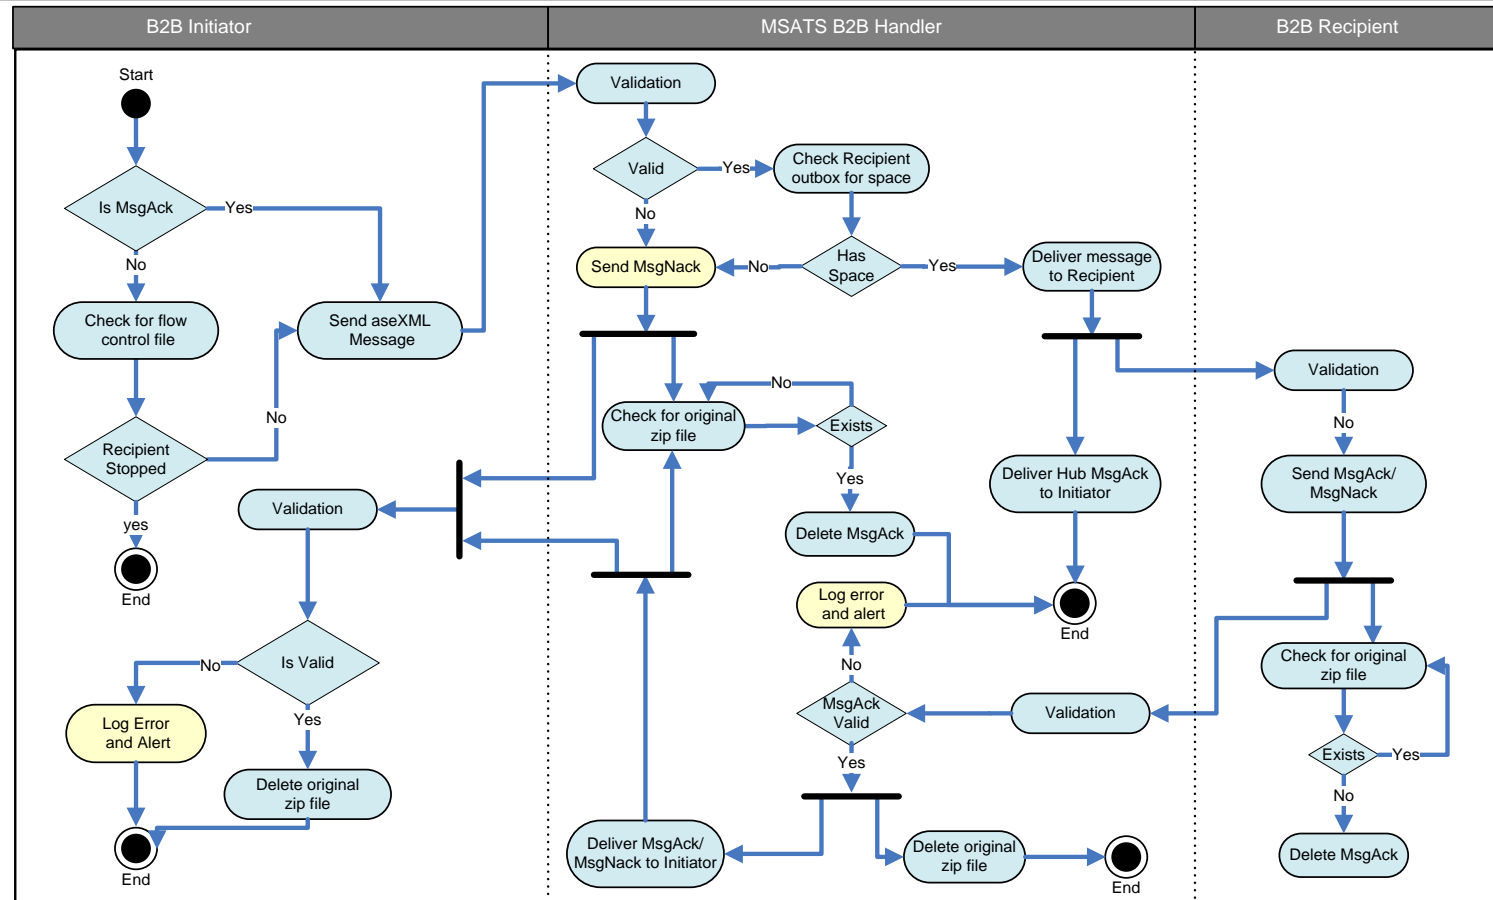 B2B Initiator
MSATS B2B Handler
B2B Recipient
Start
Is MsgAck
Yes
No
Check for flow
control file
Send aseXML
Message
No
Recipient
Stopped
yes
End
Validation
Is Valid
No
Yes
Log Error
and Alert
Delete original
zip file
End
Validation
Valid
Yes
Check Recipient
outbox for space
No
Send MsgNack
No
Has
Space
Yes
Deliver message
to Recipient
No
Check for original
zip file
Exists
Yes
Deliver Hub MsgAck
to Initiator
Delete MsgAck
Log error
and alert
End
No
MsgAck
Valid
Validation
Yes
Deliver MsgAck/
MsgNack to Initiator
Delete original
zip file
End
Validation
No
Send MsgAck/
MsgNack
Check for original
zip file
Exists
Yes
No
Delete MsgAck